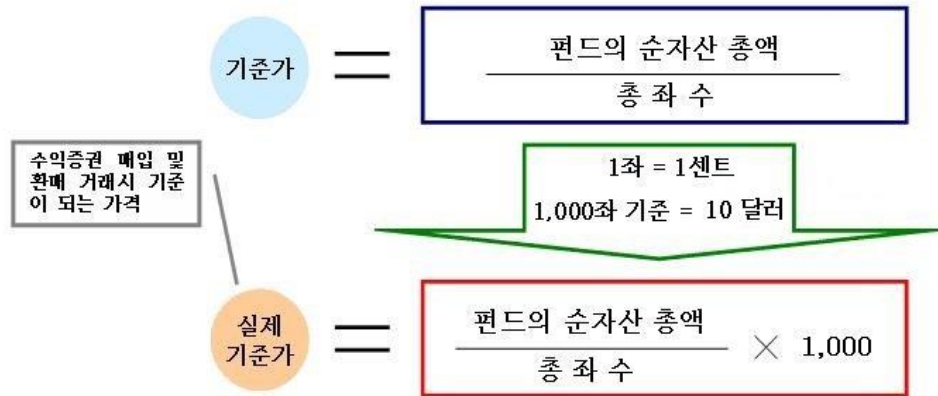 기준가
=
펀드의 순자산 총액
총 좌 수
수익증권 매입 및
환매 거래시 기준
이 되는 가격
1좌 = 1센트
1,000좌 기준 = 10 달러
실제
기준가
=
펀드의 순자산 총액
총 좌 수
× 1,000